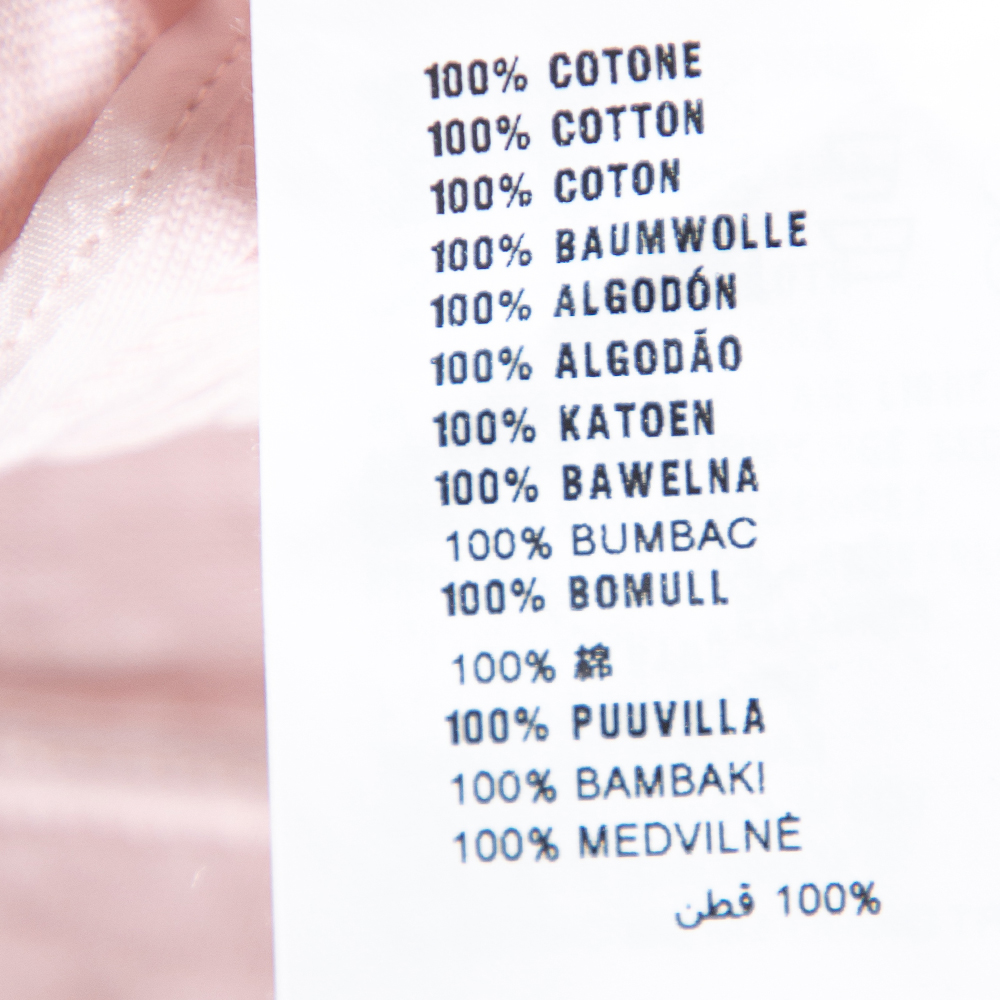 100% COTONE
100% COTTON
100% COTON
100% BAUMWOLLE
100% ALGODÓN
100% ALGODÃO
100% KATOEN
100% BAWELNA
100% BUMBAC
100% BOMULL
100% 綿
100% PUUVILLA
100% BAMBAKI
100% MEDVILNĖ
100% قطن